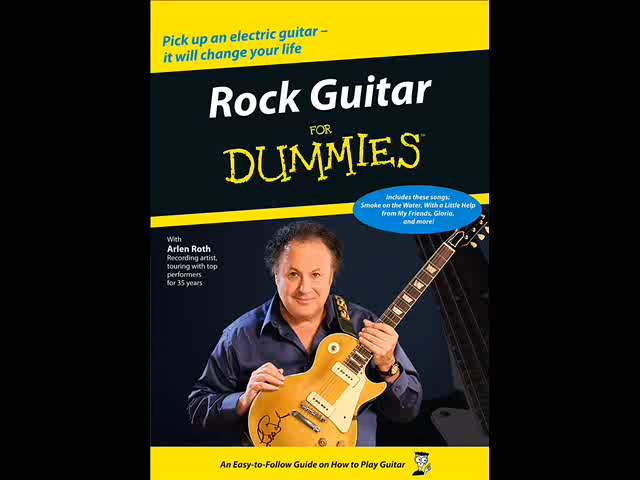 Pick up an electric guitar –
it will change your life
Rock Guitar
FOR
DUMMIES™
Includes these songs:
Smoke on the Water, With a Little Help
from My Friends, Gloria,
and more!
With
Arlen Roth
Recording artist,
touring with top
performers
for 35 years
An Easy-to-Follow Guide on How to Play Guitar